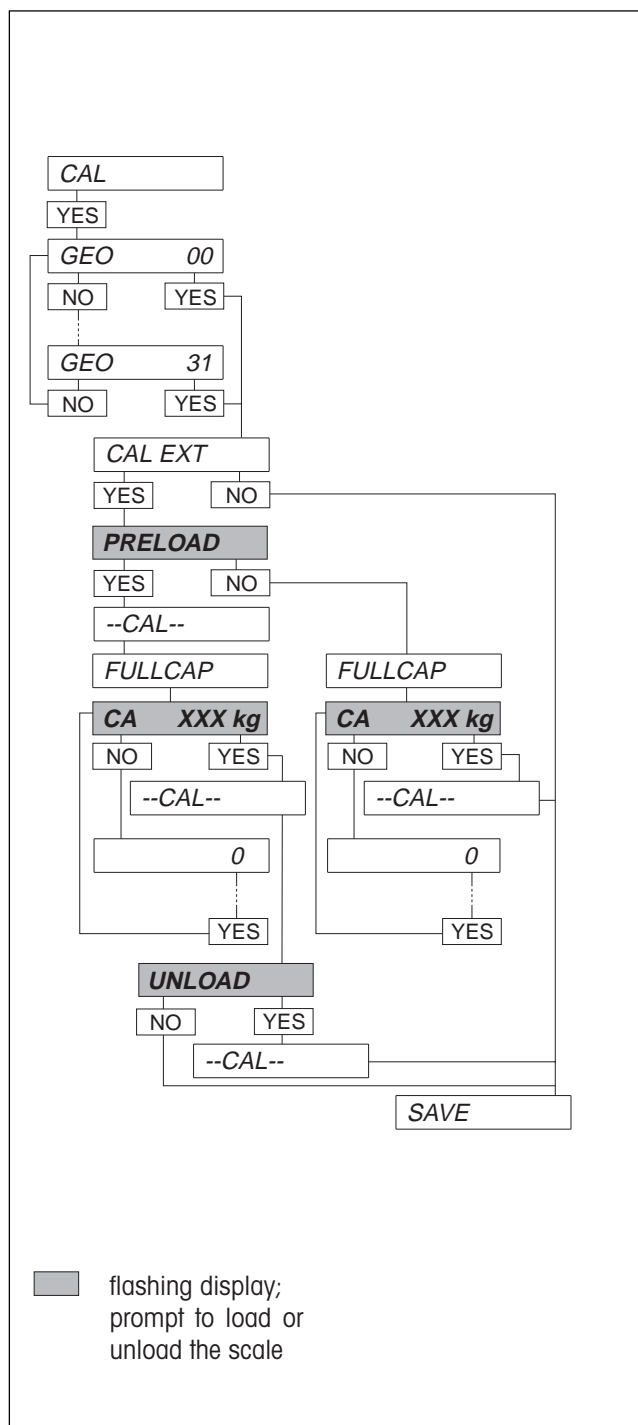 CAL
YES
GEO 00
NO YES
GEO 31
NO YES
CAL EXT
YES NO
PRELOAD
YES NO
--CAL--
FULLCAP FULLCAP
CA XXX kg CA XXX kg
NO YES NO YES
--CAL-- --CAL--
0 0
YES YES
UNLOAD
NO YES
--CAL--
SAVE
flashing display;
prompt to load or
unload the scale